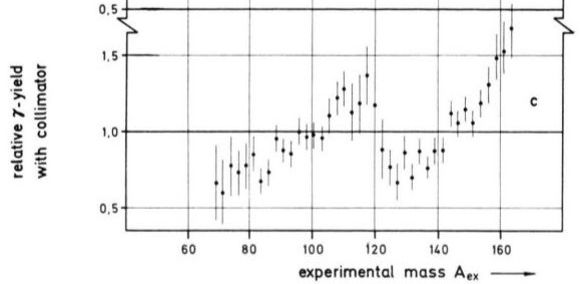 0.5
1,5
relative γ-yield
with collimator
1,0
c
0,5
60 80 100 120 140 160
experimental mass Aex